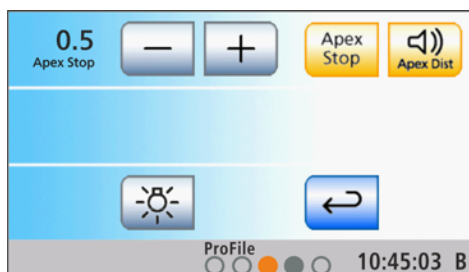 0.5
Apex Stop
− +
Apex
Stop
Apex Dist
ProFile
10:45:03 B